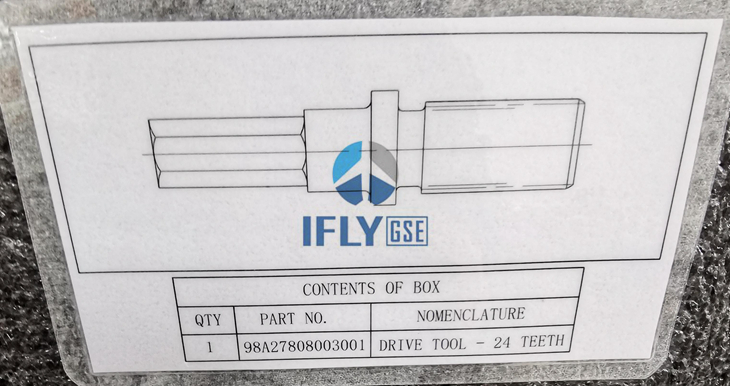 IFLY GSE
CONTENTS OF BOX
QTY PART NO. NOMENCLATURE
1 98A27808003001 DRIVE TOOL - 24 TEETH